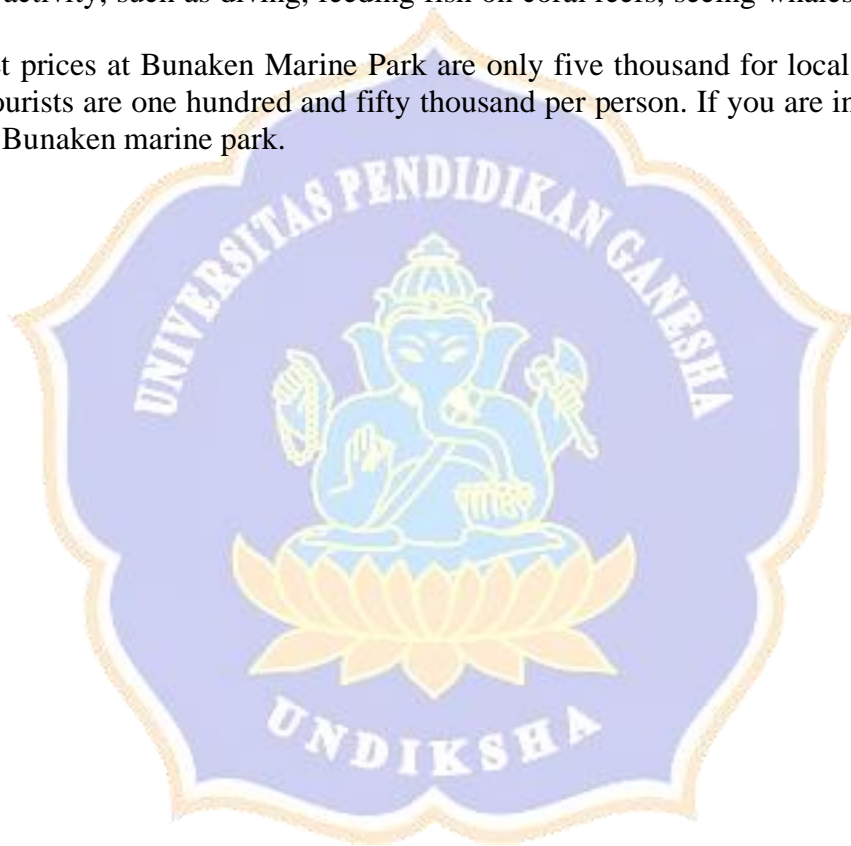 activity, such as diving, feeding fish on coral reefs, seeing whales
t prices at Bunaken Marine Park are only five thousand for local
ourists are one hundred and fifty thousand per person. If you are in
Bunaken marine park.
UNIVERSITAS PENDIDIKAN GANESHA
UNDIKSHA